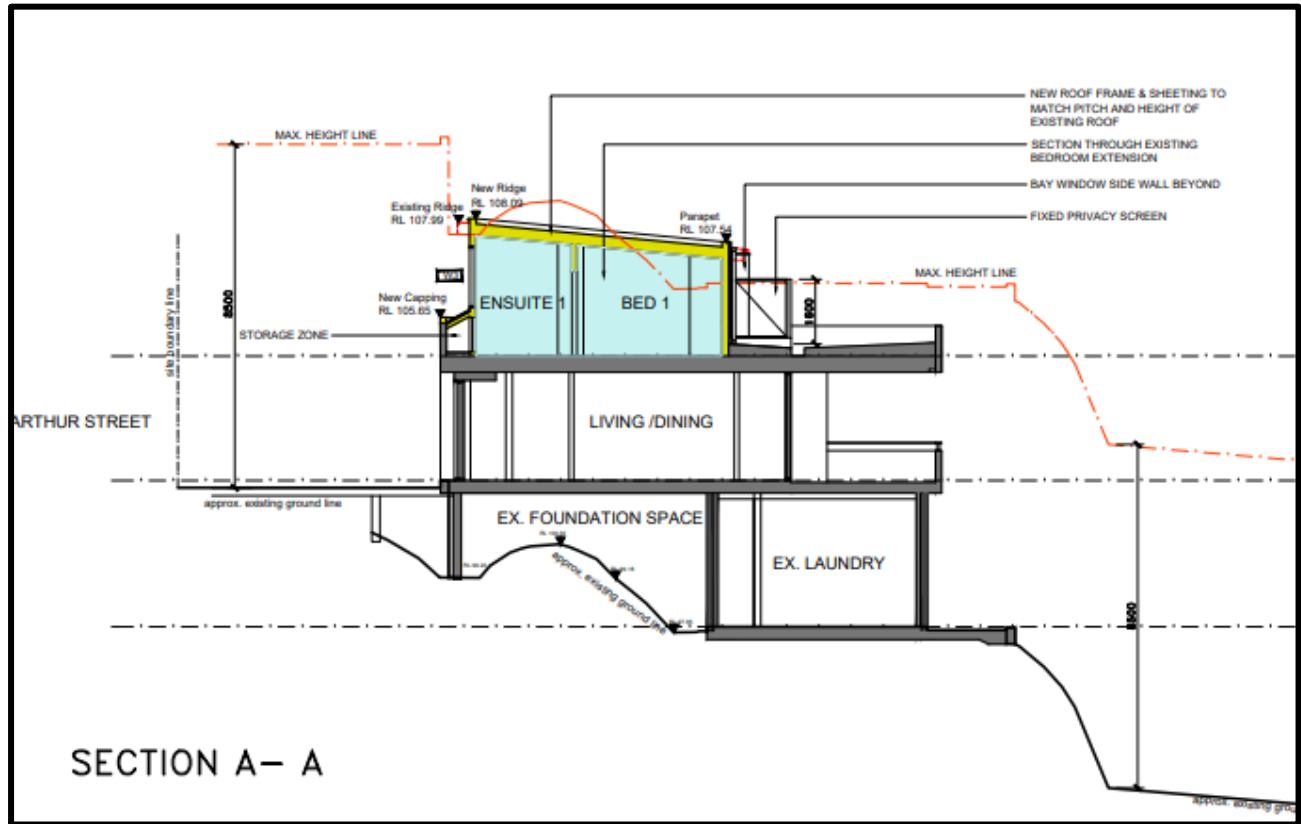 NEW ROOF FRAME & SHEETING TO
MATCH PITCH AND HEIGHT OF
EXISTING ROOF
MAX. HEIGHT LINE
SECTION THROUGH EXISTING
BEDROOM EXTENSION
BAY WINDOW SIDE WALL BEYOND
New Ridge
RL 108.09
Existing Ridge
RL 107.99
Parapet
RL 107.54
FIXED PRIVACY SCREEN
MAX. HEIGHT LINE
8500
New Capping
RL 105.65
ENSUITE 1
BED 1
STORAGE ZONE
site boundary line
ARTHUR STREET
LIVING /DINING
approx. existing ground line
EX. FOUNDATION SPACE
approx. existing ground line
EX. LAUNDRY
8500
SECTION A- A
approx. existing